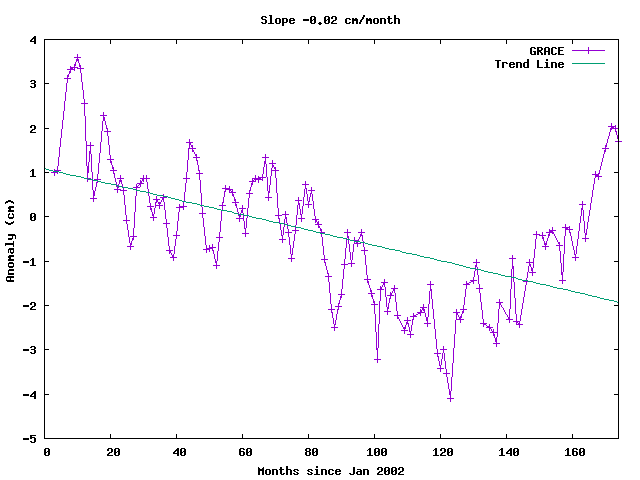 Slope -0.02 cm/month
GRACE
Trend Line
4
3
2
1
0
-1
-2
-3
-4
-5
Anomaly (cm)
0 20 40 60 80 100 120 140 160
Months since Jan 2002